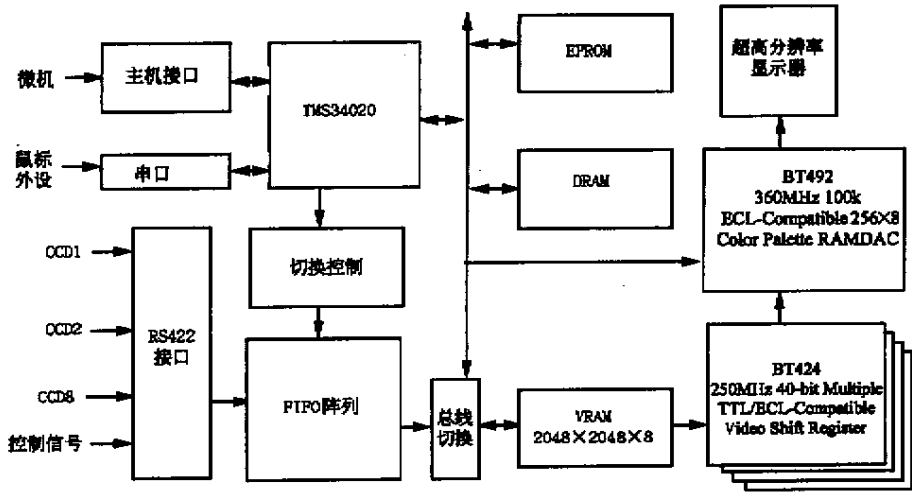 微机
主机接口
TMS34020
EPROM
超高分辨率
显示器
鼠标
外设
串口
DRAM
BT492
360MHz 100k
ECL-Compatible 256×8
Color Palette RAMDAC
CCD1
切换控制
CCD2
RS422
接口
CCD8
控制信号
FIFO阵列
总线
切换
VRAM
2048×2048×8
BT424
250MHz 40-bit Multiple
TTL/ECL-Compatible
Video Shift Register